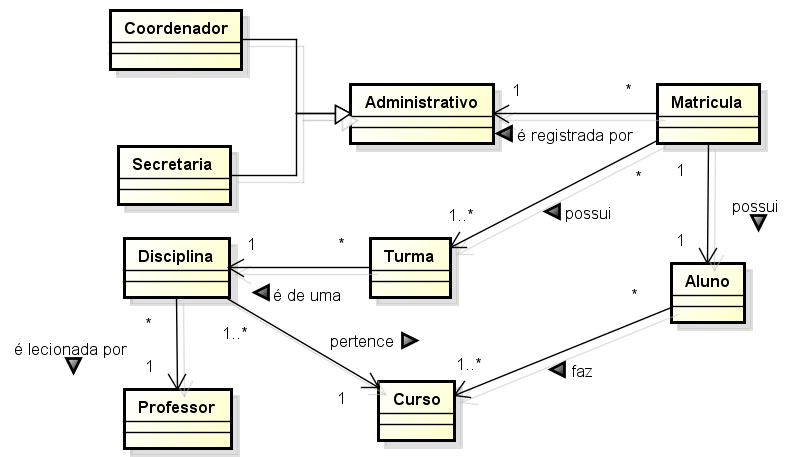 Coordenador
Administrativo
1
*
Matricula
é registrada por
Secretaria
1
*
possui
1..*
possui
Disciplina
1
*
Turma
1
Aluno
é de uma
*
*
1..*
pertence
é lecionada por
1
1..*
faz
1
Professor
Curso